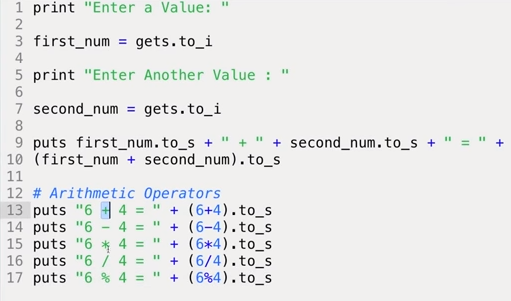 1 print "Enter a Value: "
2
3 first_num = gets.to_i
4
5 print "Enter Another Value : "
6
7 second_num = gets.to_i
8
9 puts first_num.to_s + " + " + second_num.to_s + " = " +
10 (first_num + second_num).to_s
11
12 # Arithmetic Operators
13 puts "6 + 4 = " + (6+4).to_s
14 puts "6 - 4 = " + (6-4).to_s
15 puts "6 * 4 = " + (6*4).to_s
16 puts "6 / 4 = " + (6/4).to_s
17 puts "6 % 4 = " + (6%4).to_s